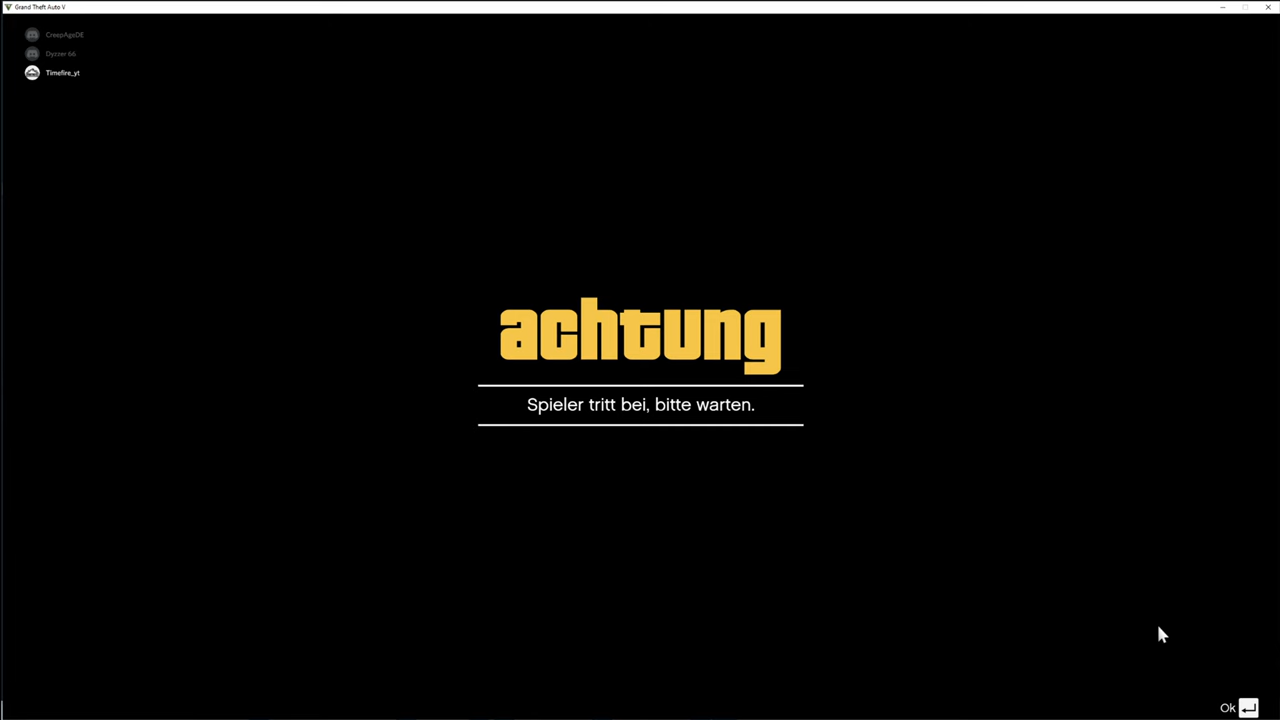 Grand Theft Auto V
CreepAgeDE
Dyzzer 66
Timefire_yt
achtung
Spieler tritt bei, bitte warten.
Ok